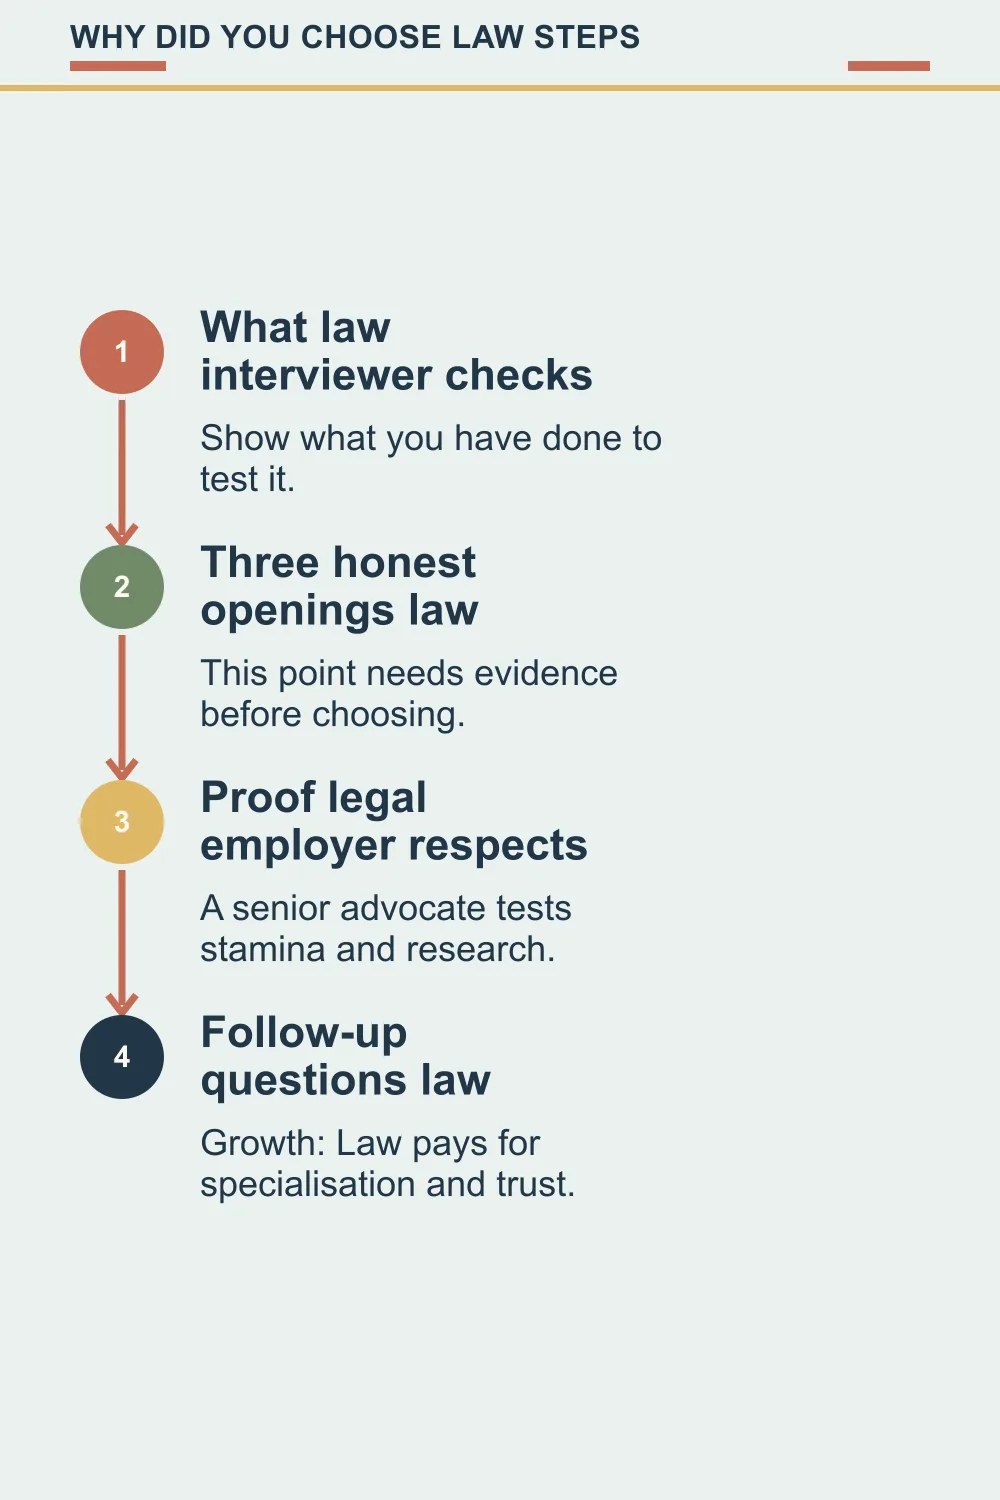 WHY DID YOU CHOOSE LAW STEPS
1
What law
interviewer checks
Show what you have done to
test it.
2
Three honest
openings law
This point needs evidence
before choosing.
3
Proof legal
employer respects
A senior advocate tests
stamina and research.
4
Follow-up
questions law
Growth: Law pays for
specialisation and trust.